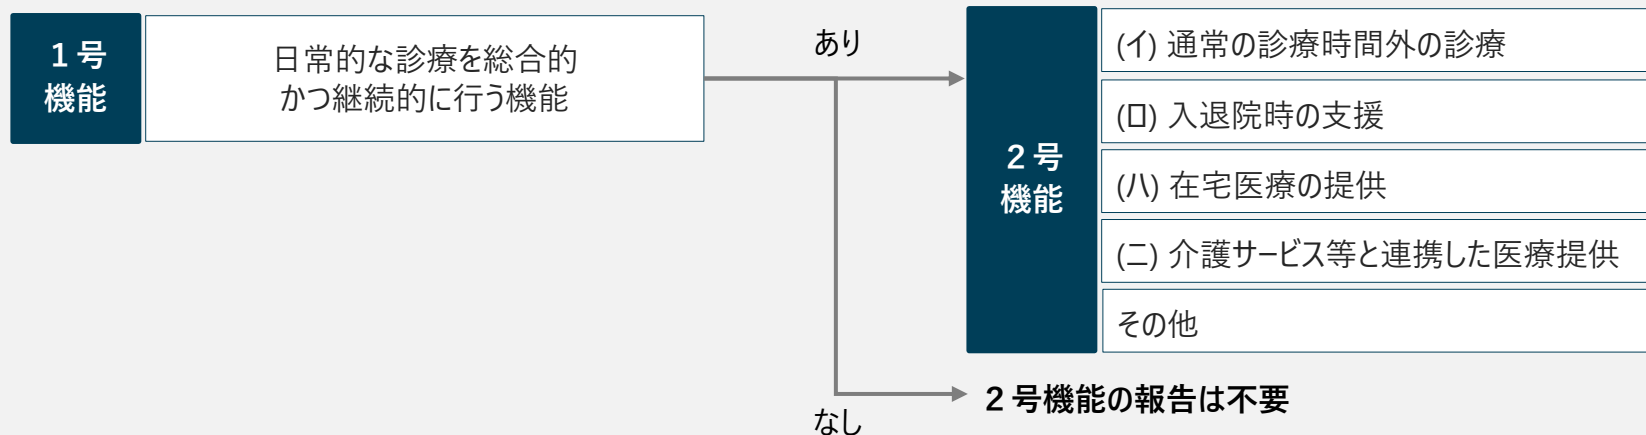 １号
機能
日常的な診療を総合的
かつ継続的に行う機能
あり
２号
機能
(イ) 通常の診療時間外の診療
(ロ) 入退院時の支援
(ハ) 在宅医療の提供
(ニ) 介護サービス等と連携した医療提供
その他
２号機能の報告は不要
なし